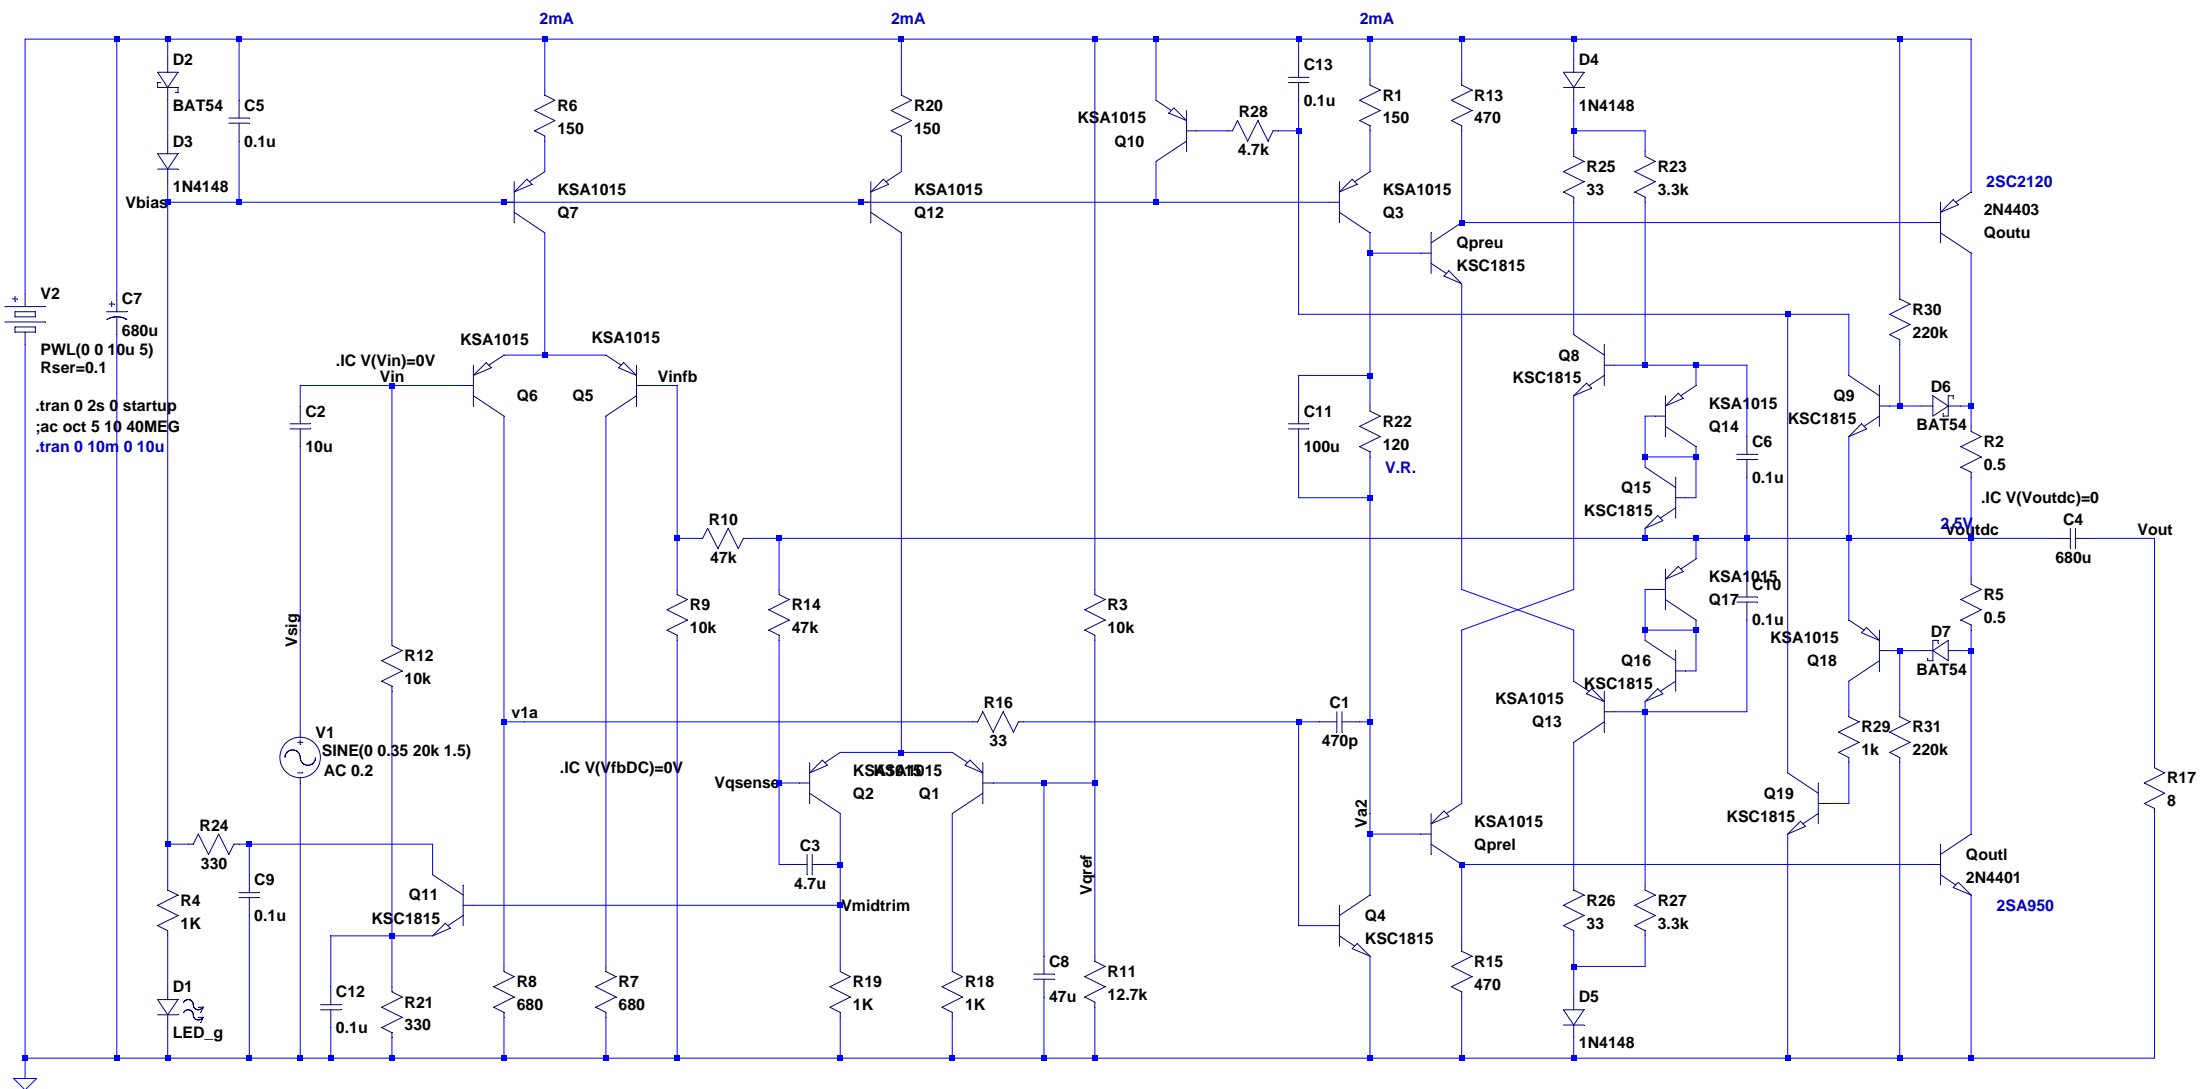 2mA
2mA
2mA
D2
BAT54
D3
1N4148
Vbias
C5
0.1u
R6
150
KSA1015
Q7
R20
150
KSA1015
Q12
KSA1015
Q10
R28
4.7k
C13
0.1u
R1
150
KSA1015
Q3
R13
470
Qpreu
KSC1815
D4
1N4148
R25
33
R23
3.3k
2SC2120
2N4403
Qoutu
V2
PWL(0 0 10u 5)
Rser=0.1
C7
680u
.tran 0 2s 0 startup
;ac oct 5 10 40MEG
.tran 0 10m 0 10u
.IC V(Vin)=0V
Vin
C2
10u
KSA1015
Q6
KSA1015
Q5
Vinfb
C11
100u
R22
120
V.R.
Q8
KSC1815
KSA1015
Q14
Q15
KSC1815
C6
0.1u
Q9
KSC1815
R30
220k
D6
BAT54
R2
0.5
.IC V(Voutdc)=0
2.5V
Voutdc
C4
680u
Vout
R10
47k
R9
10k
R14
47k
R3
10k
Vsig
R12
10k
KSA1015
Q17
C10
0.1u
Q16
KSC1815
KSA1015
Q13
KSA1015
Q18
D7
BAT54
R5
0.5
R29
1k
R31
220k
R17
8
V1
SINE(0 0.35 20k 1.5)
AC 0.2
v1a
R16
33
C1
470p
.IC V(VfbDC)=0V
Vqsense
KSA1015
Q2
KSA1015
Q1
Va2
KSA1015
Qprel
Q19
KSC1815
Qoutl
2N4401
2SA950
R24
330
C9
0.1u
R4
1K
D1
LED_g
Q11
KSC1815
C3
4.7u
Vmidtrim
Vqref
C12
0.1u
R21
330
R8
680
R7
680
R19
1K
R18
1K
C8
47u
R11
12.7k
Q4
KSC1815
R15
470
R26
33
R27
3.3k
D5
1N4148